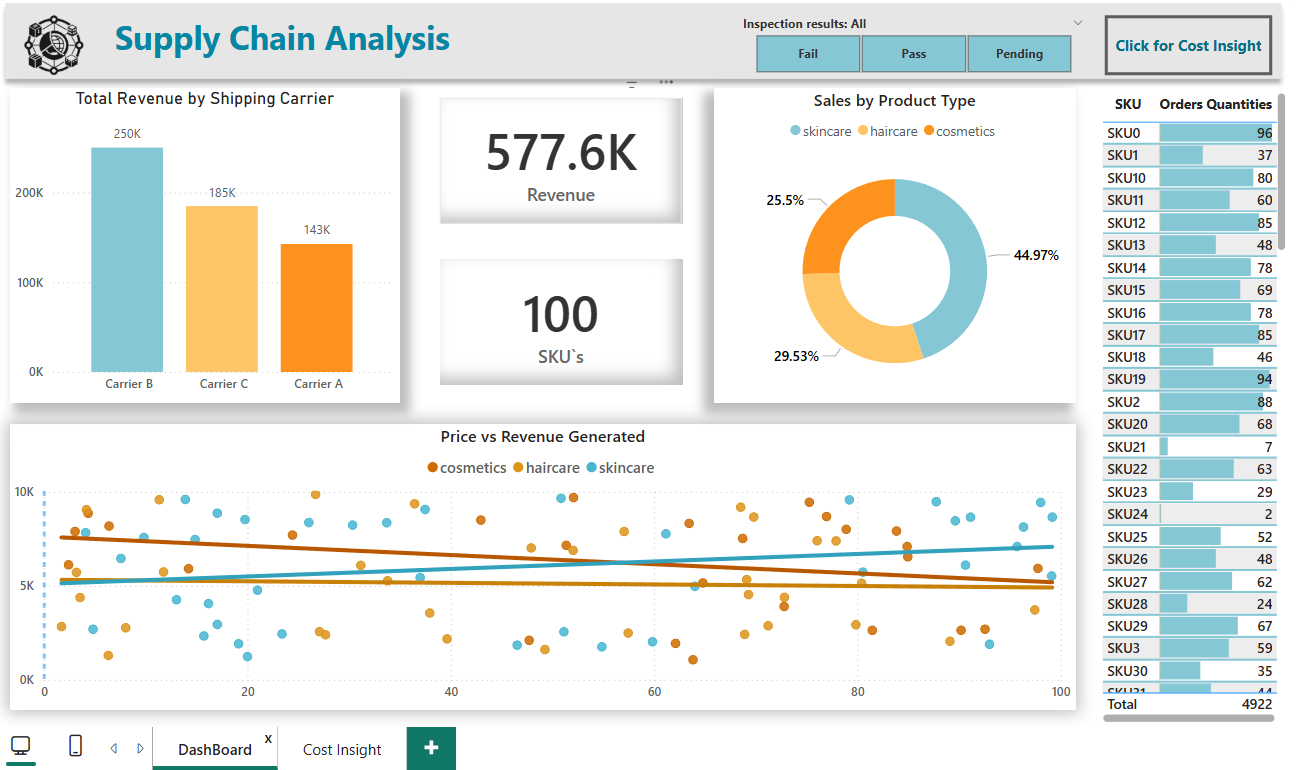 Supply Chain Analysis
Inspection results: All
Fail
Pass
Pending
Click for Cost Insight
Total Revenue by Shipping Carrier
250K
185K
143K
200K
100K
0K
Carrier B
Carrier C
Carrier A
577.6K
Revenue
100
SKU`s
Sales by Product Type
skincare haircare cosmetics
25.5%
44.97%
29.53%
SKU Orders Quantities
SKU0 96
SKU1 37
SKU10 80
SKU11 60
SKU12 85
SKU13 48
SKU14 78
SKU15 69
SKU16 78
SKU17 85
SKU18 46
SKU19 94
SKU2 88
SKU20 68
SKU21 7
SKU22 63
SKU23 29
SKU24 2
SKU25 52
SKU26 48
SKU27 62
SKU28 24
SKU29 67
SKU3 59
SKU30 35
SKU31 44
Total 4922
Price vs Revenue Generated
cosmetics haircare skincare
10K
5K
0K
0 20 40 60 80 100
DashBoard x
Cost Insight
+